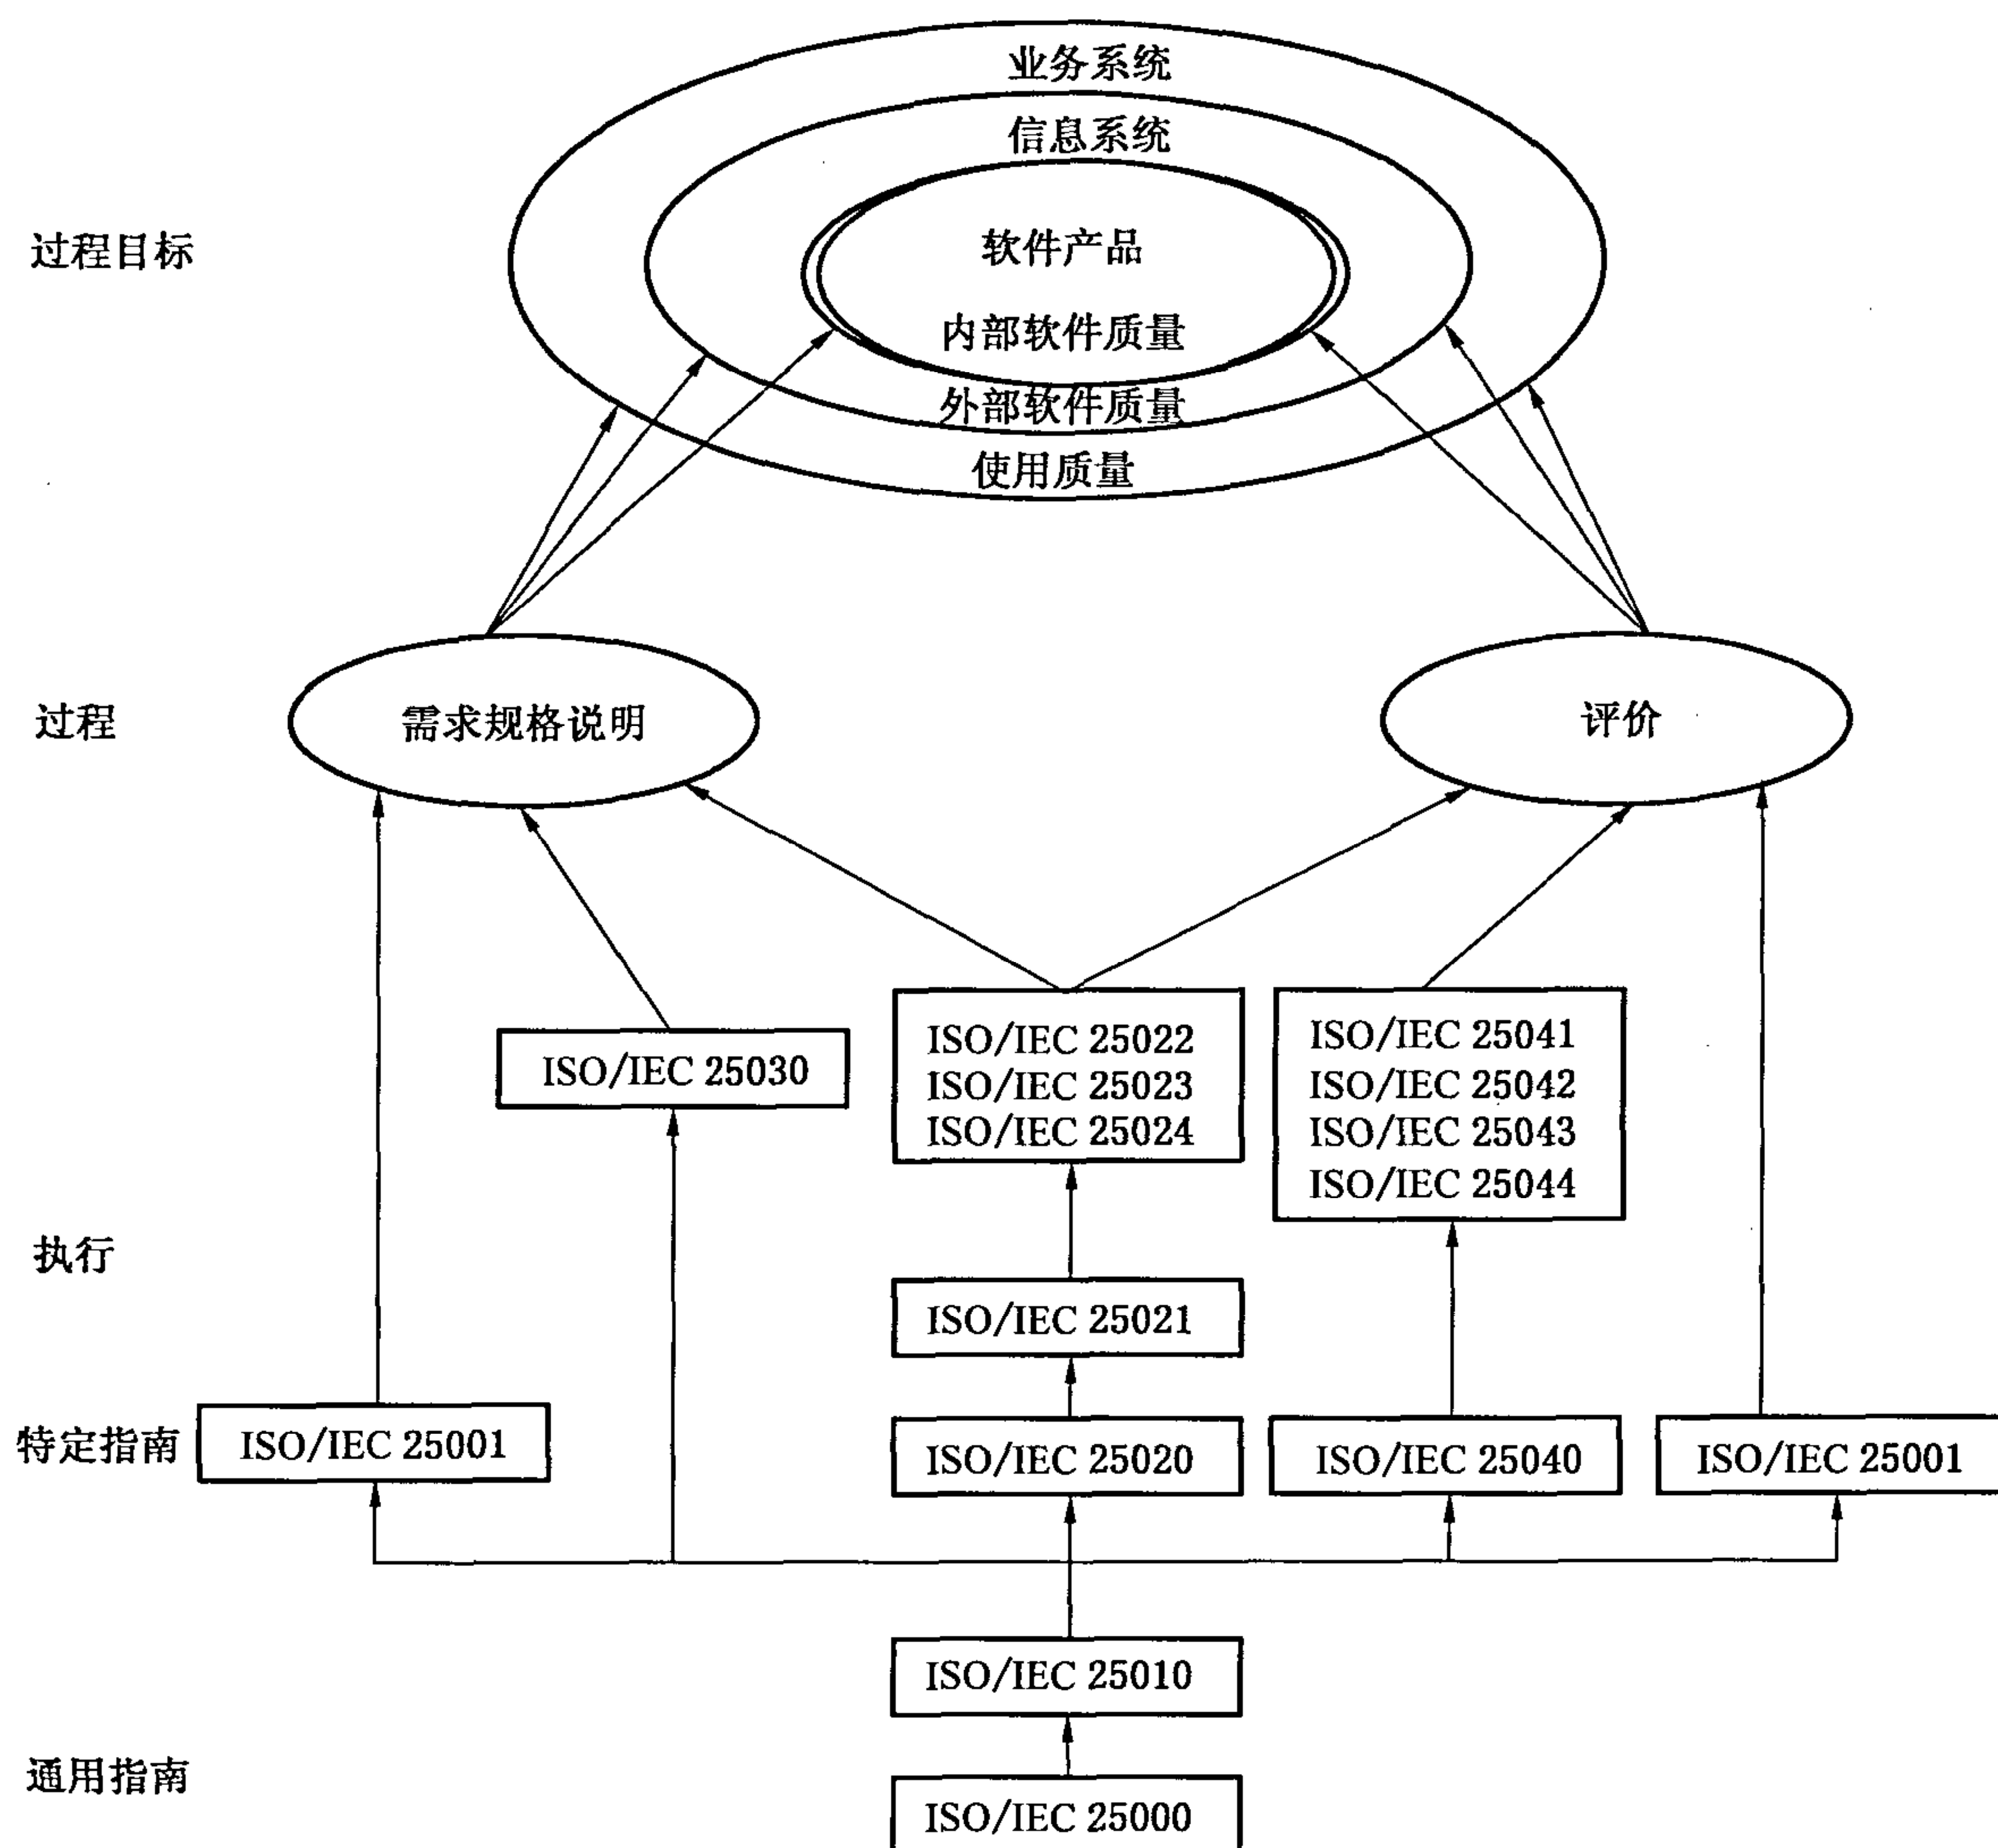 业务系统
信息系统
过程目标
软件产品
内部软件质量
外部软件质量
使用质量
过程
需求规格说明
评价
ISO/IEC 25030
ISO/IEC 25022
ISO/IEC 25023
ISO/IEC 25024
ISO/IEC 25041
ISO/IEC 25042
ISO/IEC 25043
ISO/IEC 25044
执行
ISO/IEC 25021
特定指南
ISO/IEC 25001
ISO/IEC 25020
ISO/IEC 25040
ISO/IEC 25001
ISO/IEC 25010
通用指南
ISO/IEC 25000